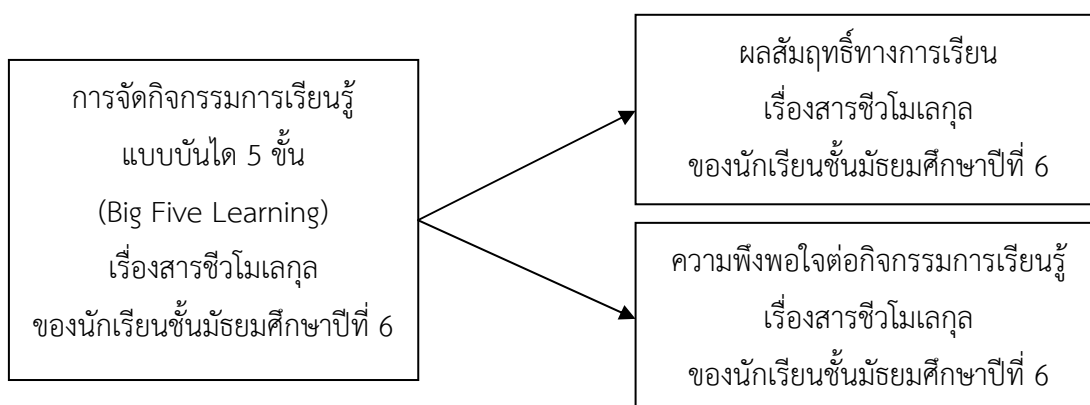 การจัดกิจกรรมการเรียนรู้
แบบบันได 5 ขั้น
(Big Five Learning)
เรื่องสารชีวโมเลกุล
ของนักเรียนชั้นมัธยมศึกษาปีที่ 6
ผลสัมฤทธิ์ทางการเรียน
เรื่องสารชีวโมเลกุล
ของนักเรียนชั้นมัธยมศึกษาปีที่ 6
ความพึงพอใจต่อกิจกรรมการเรียนรู้
เรื่องสารชีวโมเลกุล
ของนักเรียนชั้นมัธยมศึกษาปีที่ 6